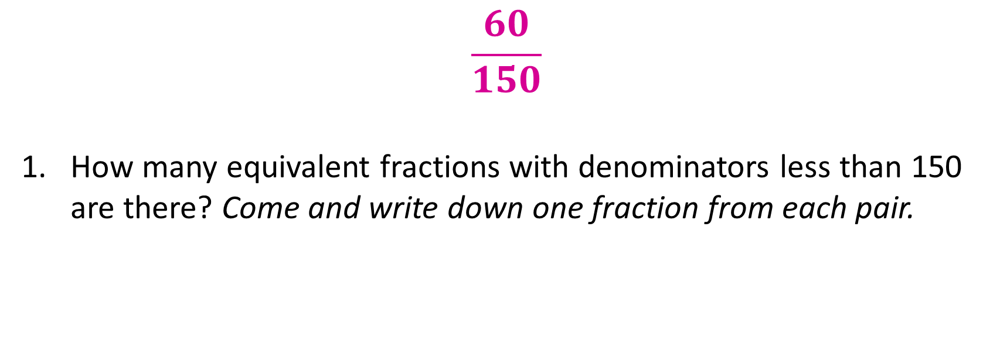 60
150
1. How many equivalent fractions with denominators less than 150
are there? Come and write down one fraction from each pair.